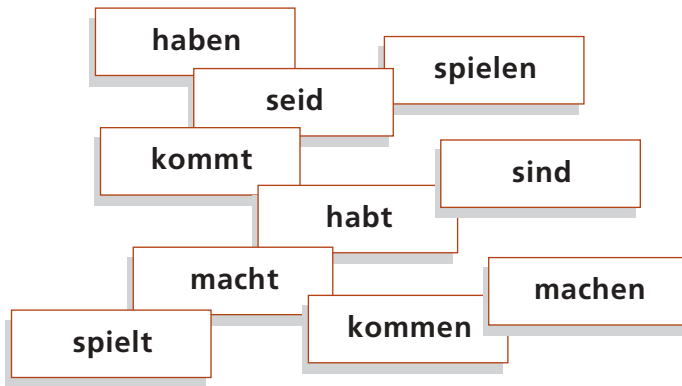 haben
spielen
seid
kommt
sind
habt
macht
machen
kommen
spielt